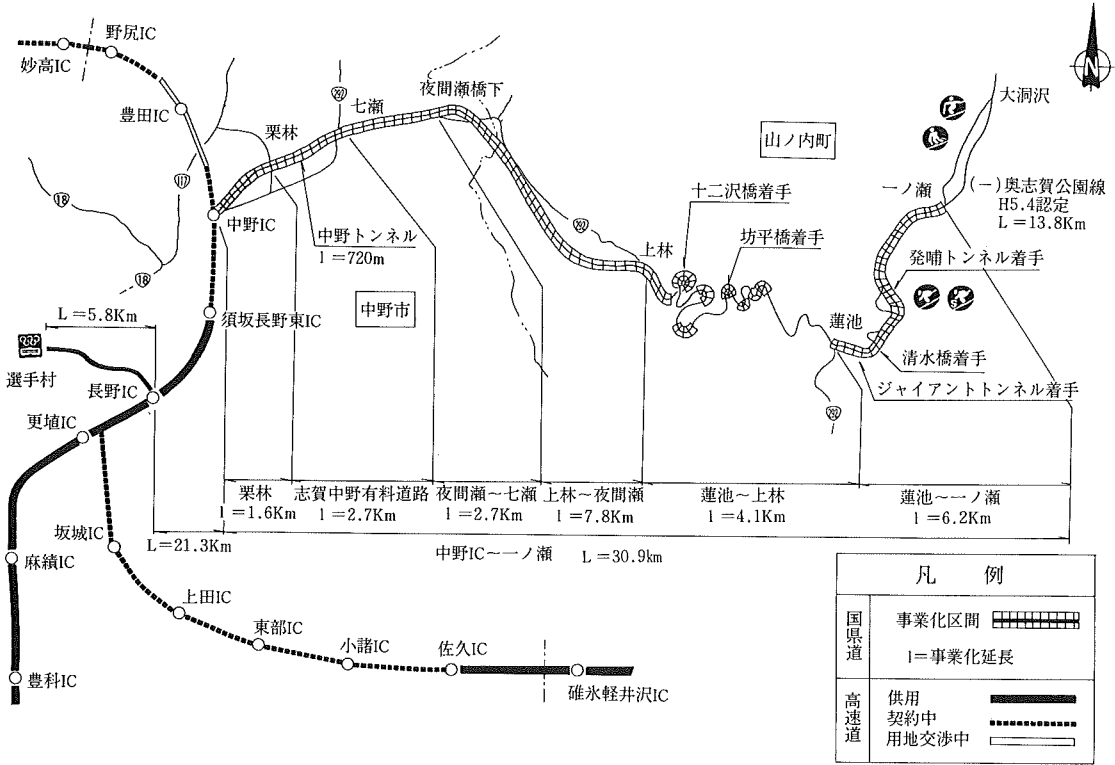 野尻IC
妙高IC
豊田IC
292
七瀬
夜間瀬橋下
栗林
大洞沢
山ノ内町
N
117
18
18
中野IC
中野トンネル
l=720m
十二沢橋着手
坊平橋着手
上林
292
一ノ瀬
(一)奥志賀公園線
H5.4認定
L=13.8Km
発哺トンネル着手
中野市
L=5.8Km
須坂長野東IC
選手村
長野IC
更埴IC
蓮池
清水橋着手
ジャイアントトンネル着手
292
栗林
l=1.6Km
志賀中野有料道路
l=2.7Km
夜間瀬～七瀬
l=2.7Km
上林～夜間瀬
l=7.8Km
蓮池～上林
l=4.1Km
蓮池～一ノ瀬
l=6.2Km
L=21.3Km
中野IC～一ノ瀬 L=30.9km
坂城IC
麻績IC
上田IC
東部IC
小諸IC
佐久IC
碓氷軽井沢IC
豊科IC
凡例
国県道
事業化区間
l=事業化延長
高速道
供用
契約中
用地交渉中